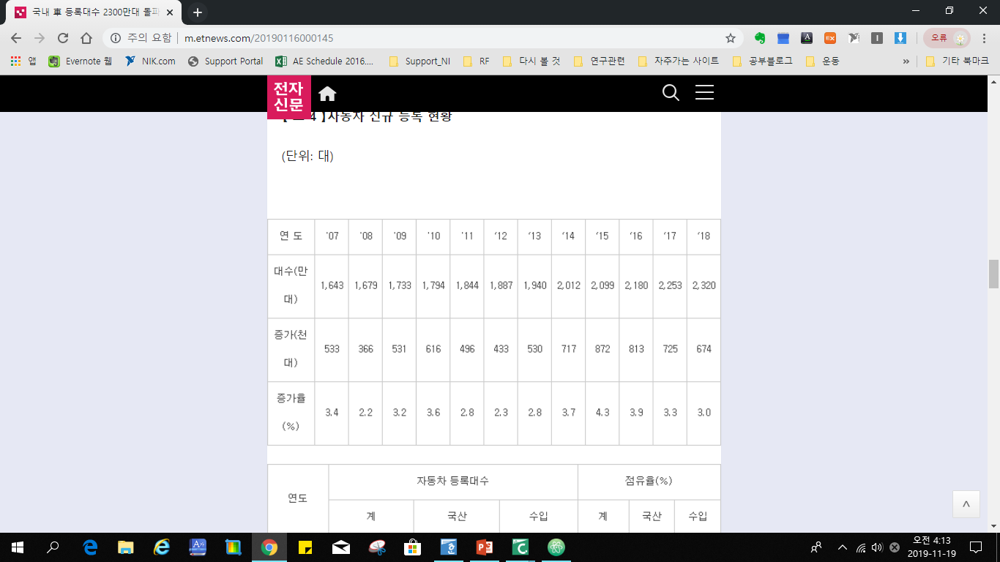 국내 車 등록대수 2300만대 돌파
주의 요함 m.etnews.com/20190116000145 오류
앱 Evernote 웹 NIK.com Support Portal AE Schedule 2016.... Support_NI RF 다시 볼 것 연구관련 자주가는 사이트 공부블로그 운동 » 기타 북마크
전자
신문
4 】자동차 신규 등록 현황
(단위: 대)
연 도 '07 '08 '09 '10 '11 ‘12 ‘13 ‘14 ‘15 ‘16 ‘17 ‘18
대수(만
대) 1,643 1,679 1,733 1,794 1,844 1,887 1,940 2,012 2,099 2,180 2,253 2,320
증가(천
대) 533 366 531 616 496 433 530 717 872 813 725 674
증가율
(%) 3.4 2.2 3.2 3.6 2.8 2.3 2.8 3.7 4.3 3.9 3.3 3.0
연도 자동차 등록대수 점유율(%)
계 국산 수입 계 국산 수입
오전 4:13
2019-11-19